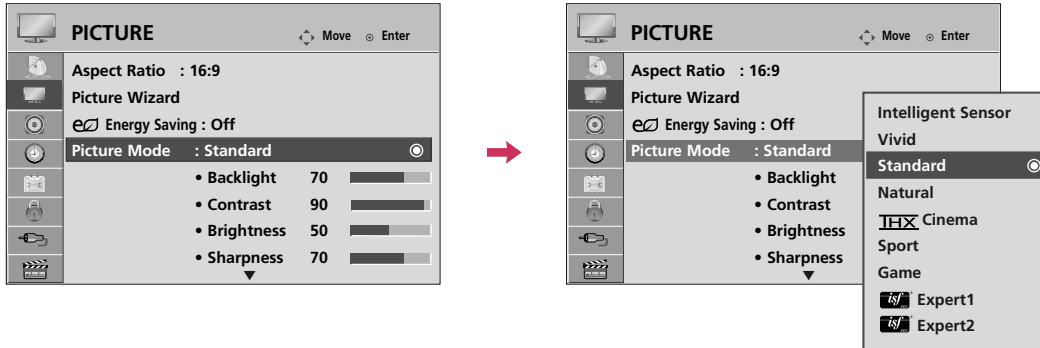 PICTURE
Move Enter
Aspect Ratio : 16:9
Picture Wizard
Energy Saving : Off
Picture Mode : Standard
• Backlight 70
• Contrast 90
• Brightness 50
• Sharpness 70
PICTURE
Move Enter
Aspect Ratio : 16:9
Picture Wizard
Energy Saving : Off
Picture Mode : Standard
• Backlight
• Contrast
• Brightness
• Sharpness
Intelligent Sensor
Vivid
Standard
Natural
THX Cinema
Sport
Game
isf Expert1
isf Expert2